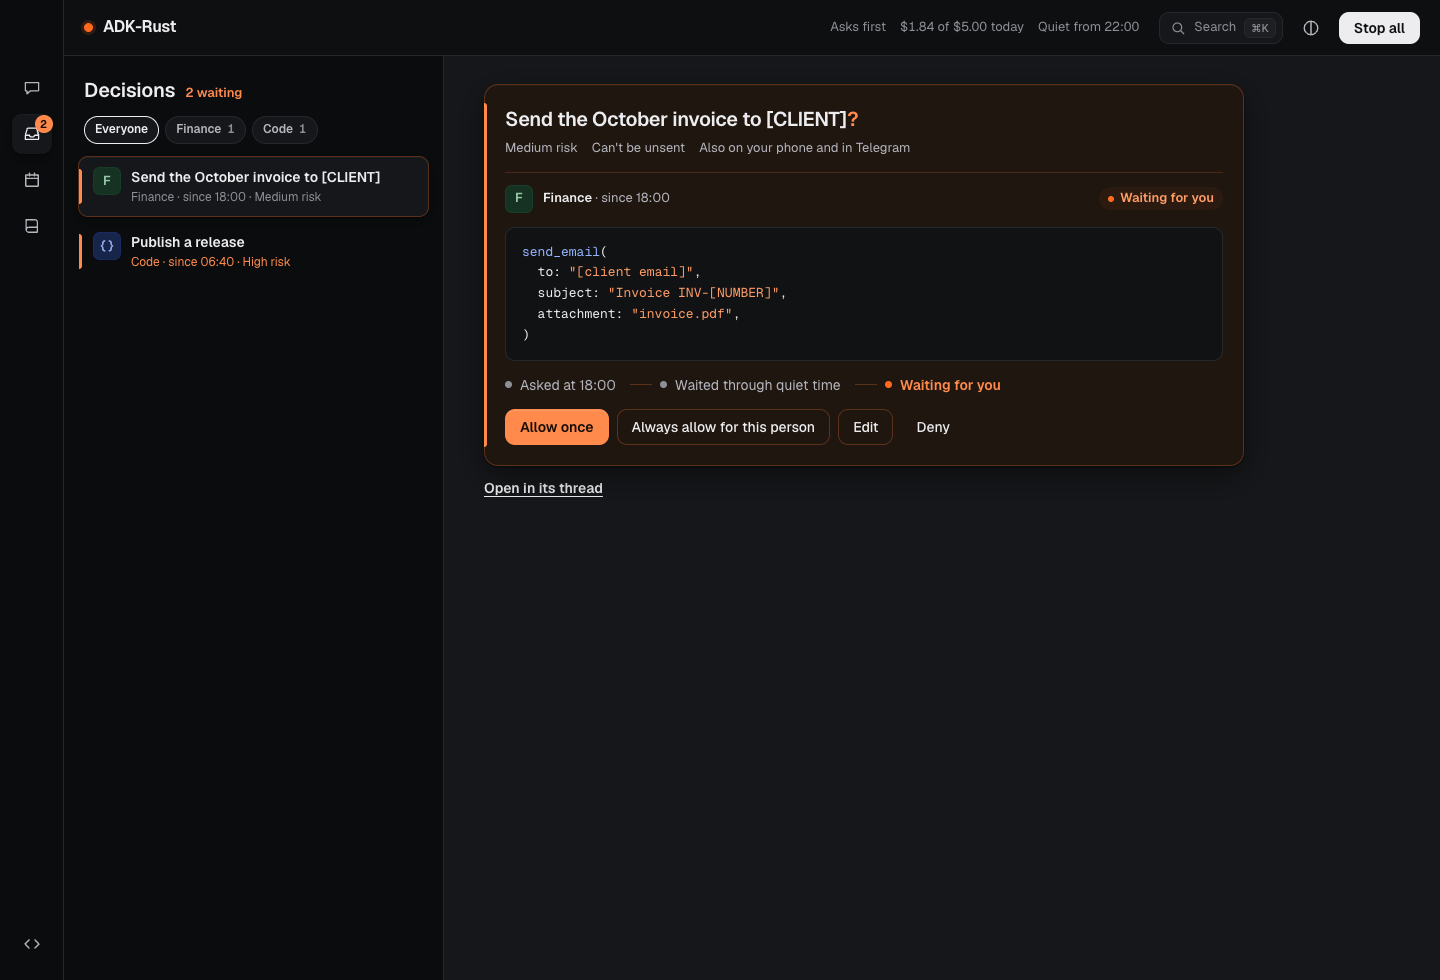 ADK-Rust
Asks first $1.84 of $5.00 today Quiet from 22:00
Search ⌘K
Stop all
2
Decisions 2 waiting
Everyone Finance 1 Code 1
F
Send the October invoice to [CLIENT]
Finance · since 18:00 · Medium risk
{}
Publish a release
Code · since 06:40 · High risk
Send the October invoice to [CLIENT]?
Medium risk Can't be unsent Also on your phone and in Telegram
F Finance · since 18:00 Waiting for you
send_email(
to: "[client email]",
subject: "Invoice INV-[NUMBER]",
attachment: "invoice.pdf",
)
Asked at 18:00 Waited through quiet time Waiting for you
Allow once Always allow for this person Edit Deny
Open in its thread